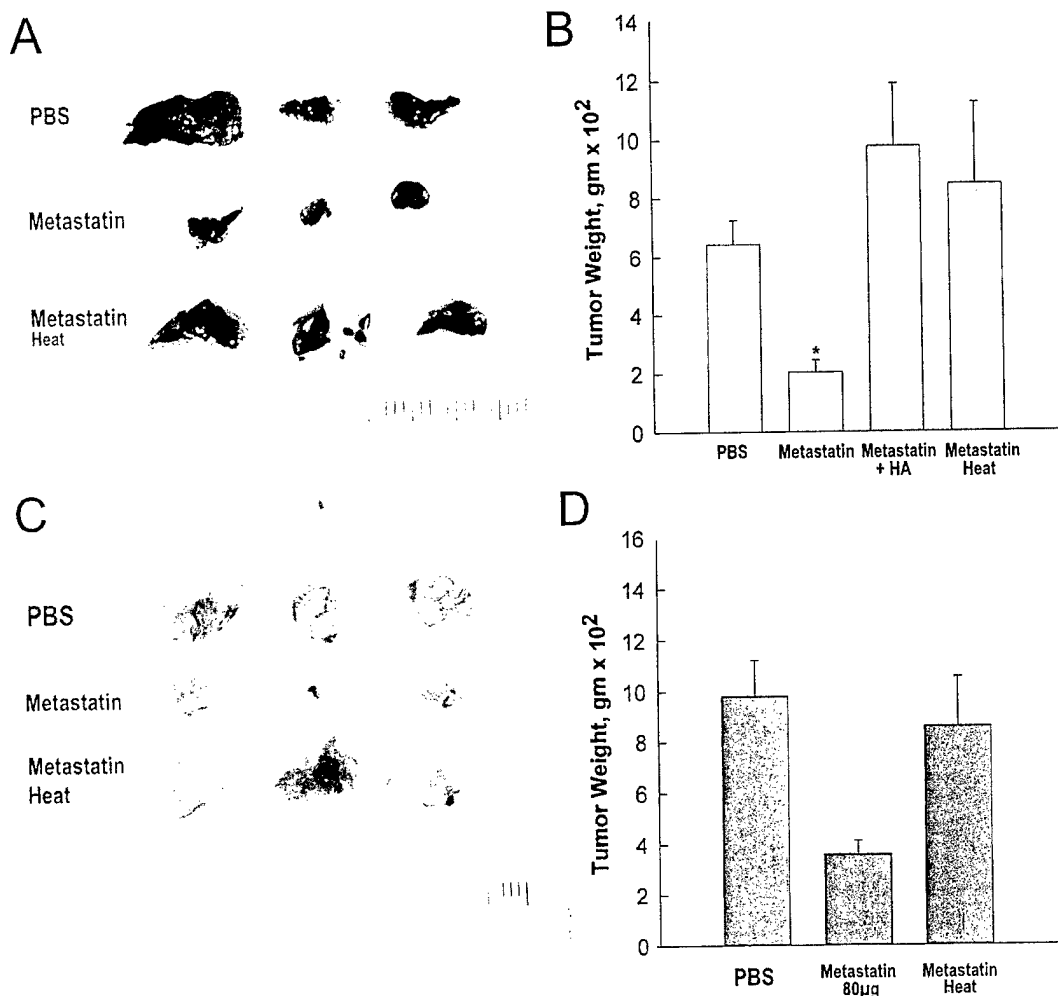 A
PBS
Metastatin
Metastatin
Heat
B
14
12
10
8
6
4
2
0
Tumor Weight, gm x 10²
*
PBS
Metastatin
Metastatin
+ HA
Metastatin
Heat
C
PBS
Metastatin
Metastatin
Heat
D
16
14
12
10
8
6
4
2
0
Tumor Weight, gm x 10²
PBS
Metastatin
80µg
Metastatin
Heat